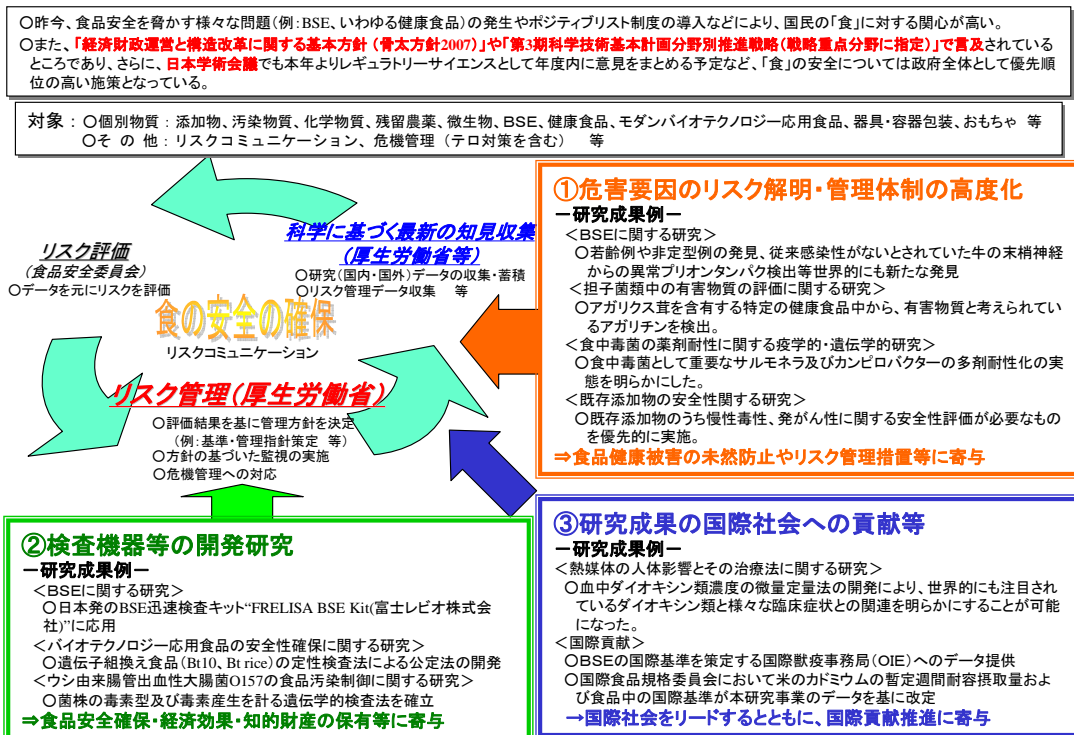 ○昨今、食品安全を脅かす様々な問題(例:BSE、いわゆる健康食品)の発生やポジティブリスト制度の導入などにより、国民の「食」に対する関心が高い。
○また、「経済財政運営と構造改革に関する基本方針（骨太方針2007）」や「第3期科学技術基本計画分野別推進戦略(戦略重点分野に指定)」で言及されている
ところであり、さらに、日本学術会議でも本年よりレギュラトリーサイエンスとして年度内に意見をまとめる予定など、「食」の安全については政府全体として優先順
位の高い施策となっている。
対象：○個別物質：添加物、汚染物質、化学物質、残留農薬、微生物、BSE、健康食品、モダンバイオテクノロジー応用食品、器具・容器包装、おもちゃ 等
○そ の 他：リスクコミュニケーション、危機管理（テロ対策を含む） 等
リスク評価
(食品安全委員会)
○データを元にリスクを評価
科学に基づく最新の知見収集
(厚生労働省等)
○研究(国内・国外)データの収集・蓄積
○リスク管理データ収集 等
食の安全の確保
リスクコミュニケーション
リスク管理(厚生労働省)
○評価結果を基に管理方針を決定
(例:基準・管理指針策定 等)
○方針の基づいた監視の実施
○危機管理への対応
①危害要因のリスク解明・管理体制の高度化
－研究成果例－
＜BSEに関する研究＞
○若齢例や非定型例の発見、従来感染性がないとされていた牛の末梢神経
からの異常プリオンタンパク検出等世界的にも新たな発見
＜担子菌類中の有害物質の評価に関する研究＞
○アガリクス茸を含有する特定の健康食品中から、有害物質と考えられてい
るアガリチンを検出。
＜食中毒菌の薬剤耐性に関する疫学的・遺伝学的研究＞
○食中毒菌として重要なサルモネラ及びカンピロバクターの多剤耐性化の実
態を明らかにした。
＜既存添加物の安全性関する研究＞
○既存添加物のうち慢性毒性、発がん性に関する安全性評価が必要なもの
を優先的に実施。
⇒食品健康被害の未然防止やリスク管理措置等に寄与
②検査機器等の開発研究
－研究成果例－
＜BSEに関する研究＞
○日本発のBSE迅速検査キット“FRELISA BSE Kit(富士レビオ株式会
社)”に応用
＜バイオテクノロジー応用食品の安全性確保に関する研究＞
○遺伝子組換え食品(Bt10、Bt rice)の定性検査法による公定法の開発
＜ウシ由来腸管出血性大腸菌O157の食品汚染制御に関する研究＞
○菌株の毒素型及び毒素産生を計る遺伝学的検査法を確立
⇒食品安全確保・経済効果・知的財産の保有等に寄与
③研究成果の国際社会への貢献等
－研究成果例－
＜熱媒体の人体影響とその治療法に関する研究＞
○血中ダイオキシン類濃度の微量定量法の開発により、世界的にも注目され
ているダイオキシン類と様々な臨床症状との関連を明らかにすることが可能
になった。
＜国際貢献＞
○BSEの国際基準を策定する国際獣疫事務局(OIE)へのデータ提供
○国際食品規格委員会において米のカドミウムの暫定週間耐容摂取量およ
び食品中の国際基準が本研究事業のデータを基に改定
→国際社会をリードするとともに、国際貢献推進に寄与